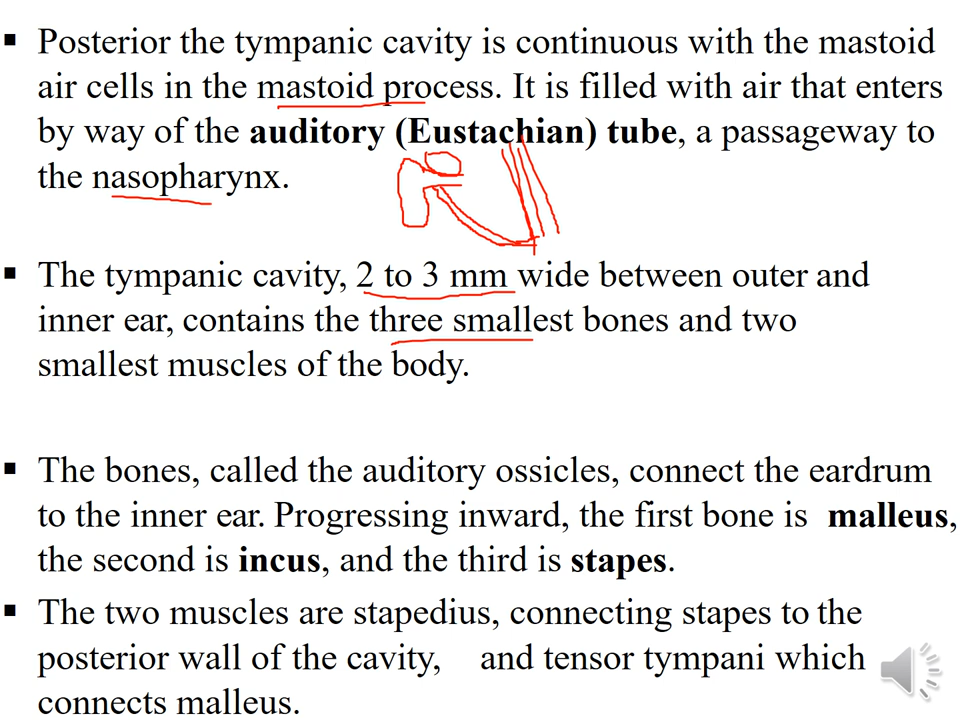 ▪ Posterior the tympanic cavity is continuous with the mastoid
air cells in the mastoid process. It is filled with air that enters
by way of the auditory (Eustachian) tube, a passageway to
the nasopharynx.
▪ The tympanic cavity, 2 to 3 mm wide between outer and
inner ear, contains the three smallest bones and two
smallest muscles of the body.
▪ The bones, called the auditory ossicles, connect the eardrum
to the inner ear. Progressing inward, the first bone is malleus,
the second is incus, and the third is stapes.
▪ The two muscles are stapedius, connecting stapes to the
posterior wall of the cavity, and tensor tympani which
connects malleus.